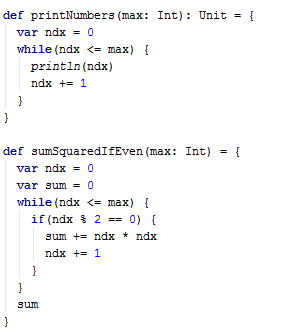 def printNumbers(max: Int): Unit = {
  var ndx = 0
  while(ndx <= max) {
    println(ndx)
    ndx += 1
  }
}

def sumSquaredIfEven(max: Int) = {
  var ndx = 0
  var sum = 0
  while(ndx <= max) {
    if(ndx % 2 == 0) {
      sum += ndx * ndx
      ndx += 1
    }
  }
  sum
}